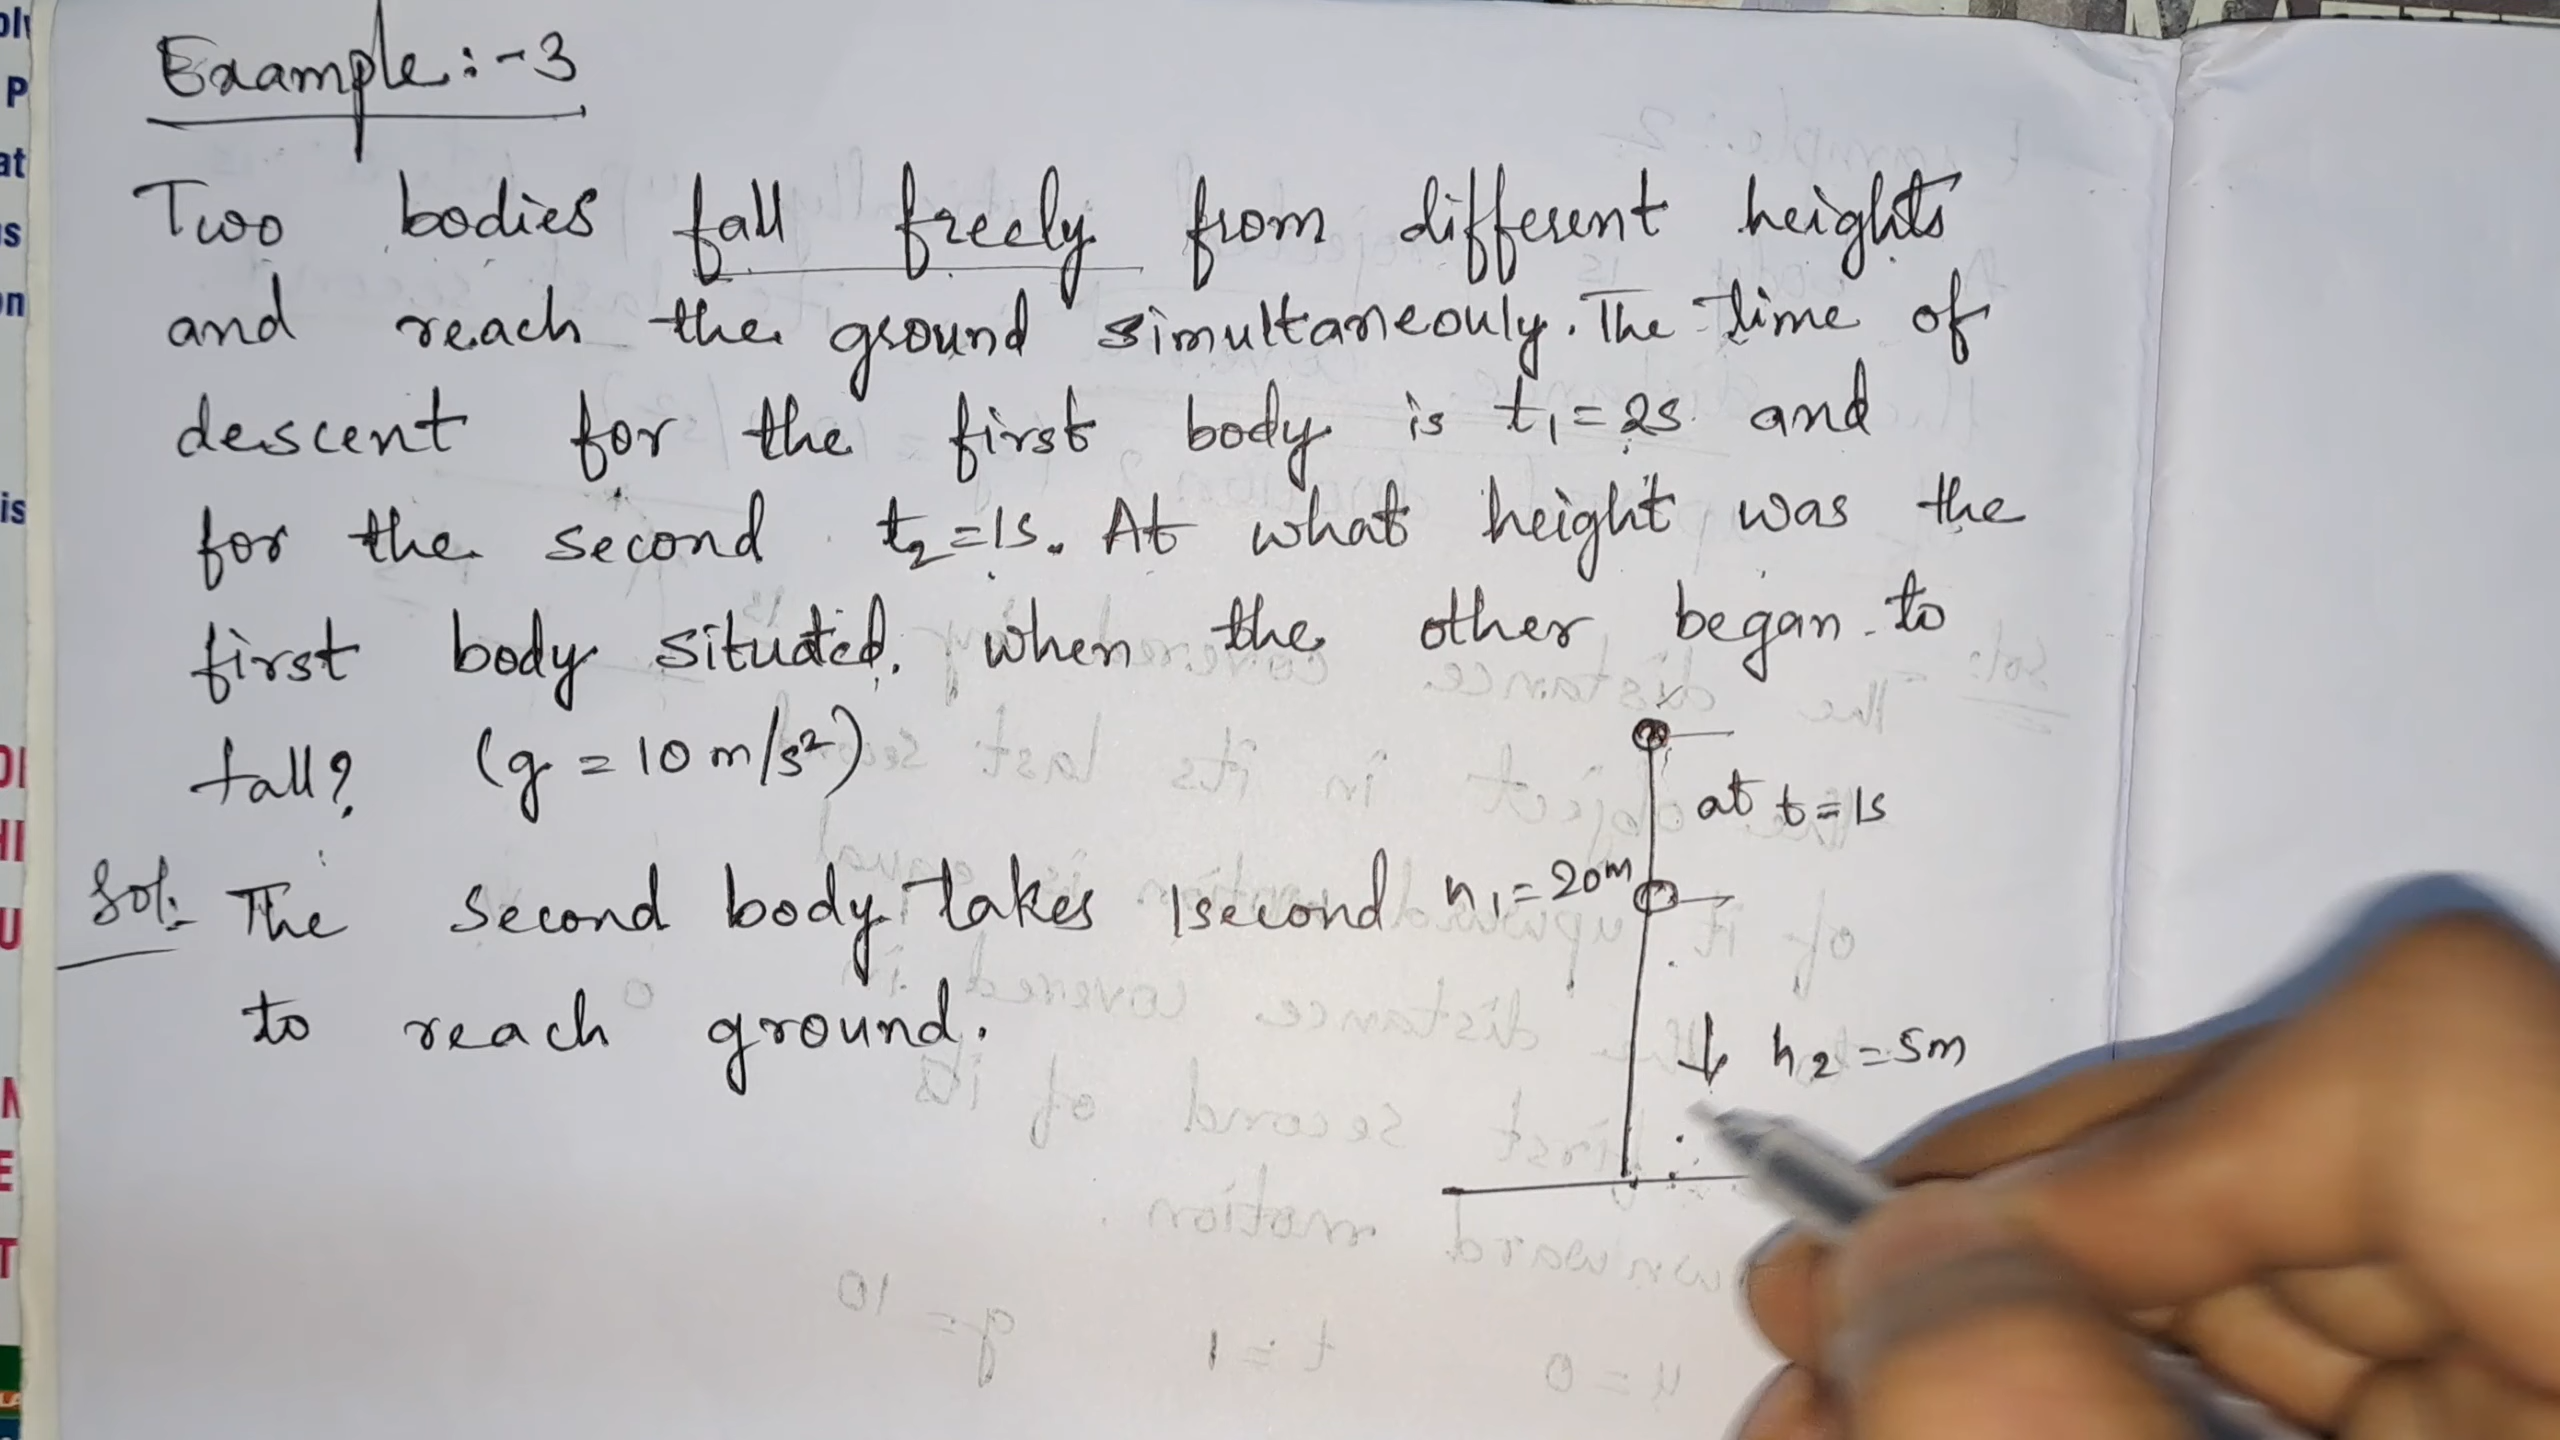 Example:-3
Two bodies fall freely from different heights
and reach the ground simultaneouly. The time of
descent for the first body is t₁=2s and
for the second t₂=1s. At what height was the
first body situated, when the other began to
fall? (g = 10 m/s²)
at t=1s
Sol:- The second body takes 1second
h₁=20m
to reach ground.
h₂=5m